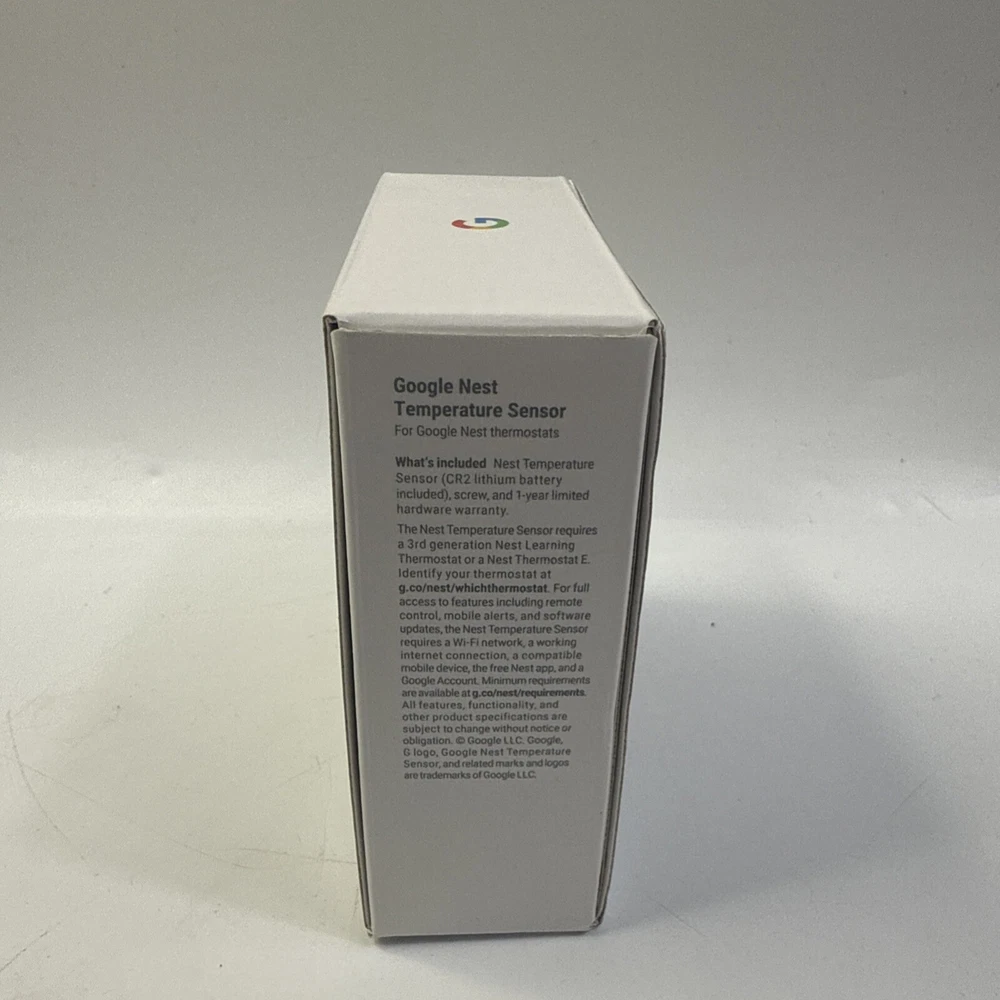 Google Nest
Temperature Sensor
For Google Nest thermostats
What's included Nest Temperature
Sensor (CR2 lithium battery
included), screw, and 1-year limited
hardware warranty.
The Nest Temperature Sensor requires
a 3rd generation Nest Learning
Thermostat or a Nest Thermostat E.
Identify your thermostat at
g.co/nest/whichthermostat. For full
access to features including remote
control, mobile alerts, and software
updates, the Nest Temperature Sensor
requires a Wi-Fi network, a working
internet connection, a compatible
mobile device, the free Nest app, and a
Google Account. Minimum requirements
are available at g.co/nest/requirements.
All features, functionality, and
other product specifications are
subject to change without notice or
obligation. © Google LLC. Google,
G logo, Google Nest Temperature
Sensor, and related marks and logos
are trademarks of Google LLC.